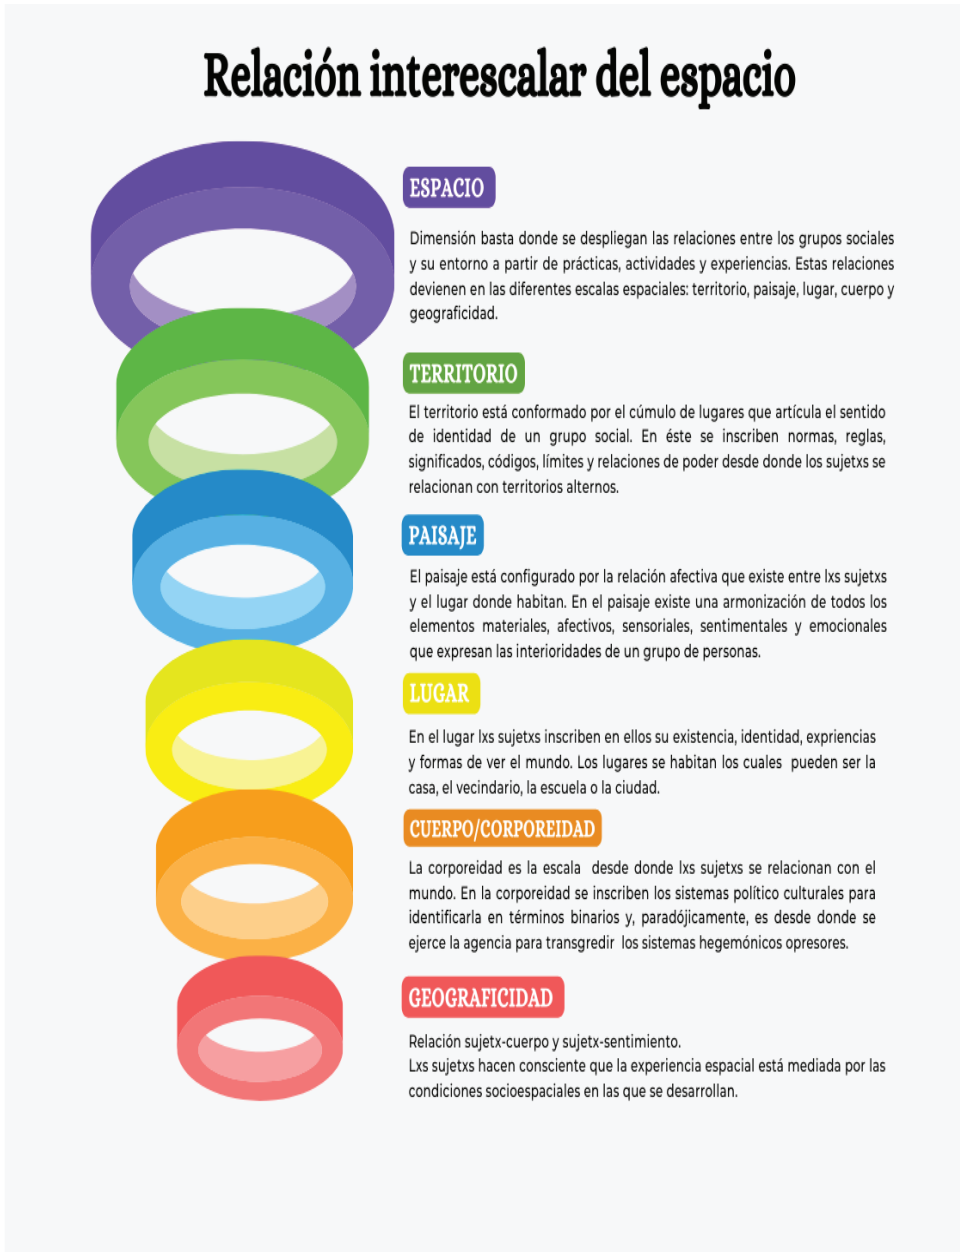 Relación interescalar del espacio
ESPACIO
Dimensión basta donde se despliegan las relaciones entre los grupos sociales
y su entorno a partir de prácticas, actividades y experiencias. Estas relaciones
devienen en las diferentes escalas espaciales: territorio, paisaje, lugar, cuerpo y
geograficidad.
TERRITORIO
El territorio está conformado por el cúmulo de lugares que artícula el sentido
de identidad de un grupo social. En éste se inscriben normas, reglas,
significados, códigos, límites y relaciones de poder desde donde los sujetxs se
relacionan con territorios alternos.
PAISAJE
El paisaje está configurado por la relación afectiva que existe entre lxs sujetxs
y el lugar donde habitan. En el paisaje existe una armonización de todos los
elementos materiales, afectivos, sensoriales, sentimentales y emocionales
que expresan las interioridades de un grupo de personas.
LUGAR
En el lugar lxs sujetxs inscriben en ellos su existencia, identidad, expriencias
y formas de ver el mundo. Los lugares se habitan los cuales pueden ser la
casa, el vecindario, la escuela o la ciudad.
CUERPO/CORPOREIDAD
La corporeidad es la escala desde donde lxs sujetxs se relacionan con el
mundo. En la corporeidad se inscriben los sistemas político culturales para
identificarla en términos binarios y, paradójicamente, es desde donde se
ejerce la agencia para transgredir los sistemas hegemónicos opresores.
GEOGRAFICIDAD
Relación sujetx-cuerpo y sujetx-sentimiento.
Lxs sujetxs hacen consciente que la experiencia espacial está mediada por las
condiciones socioespaciales en las que se desarrollan.